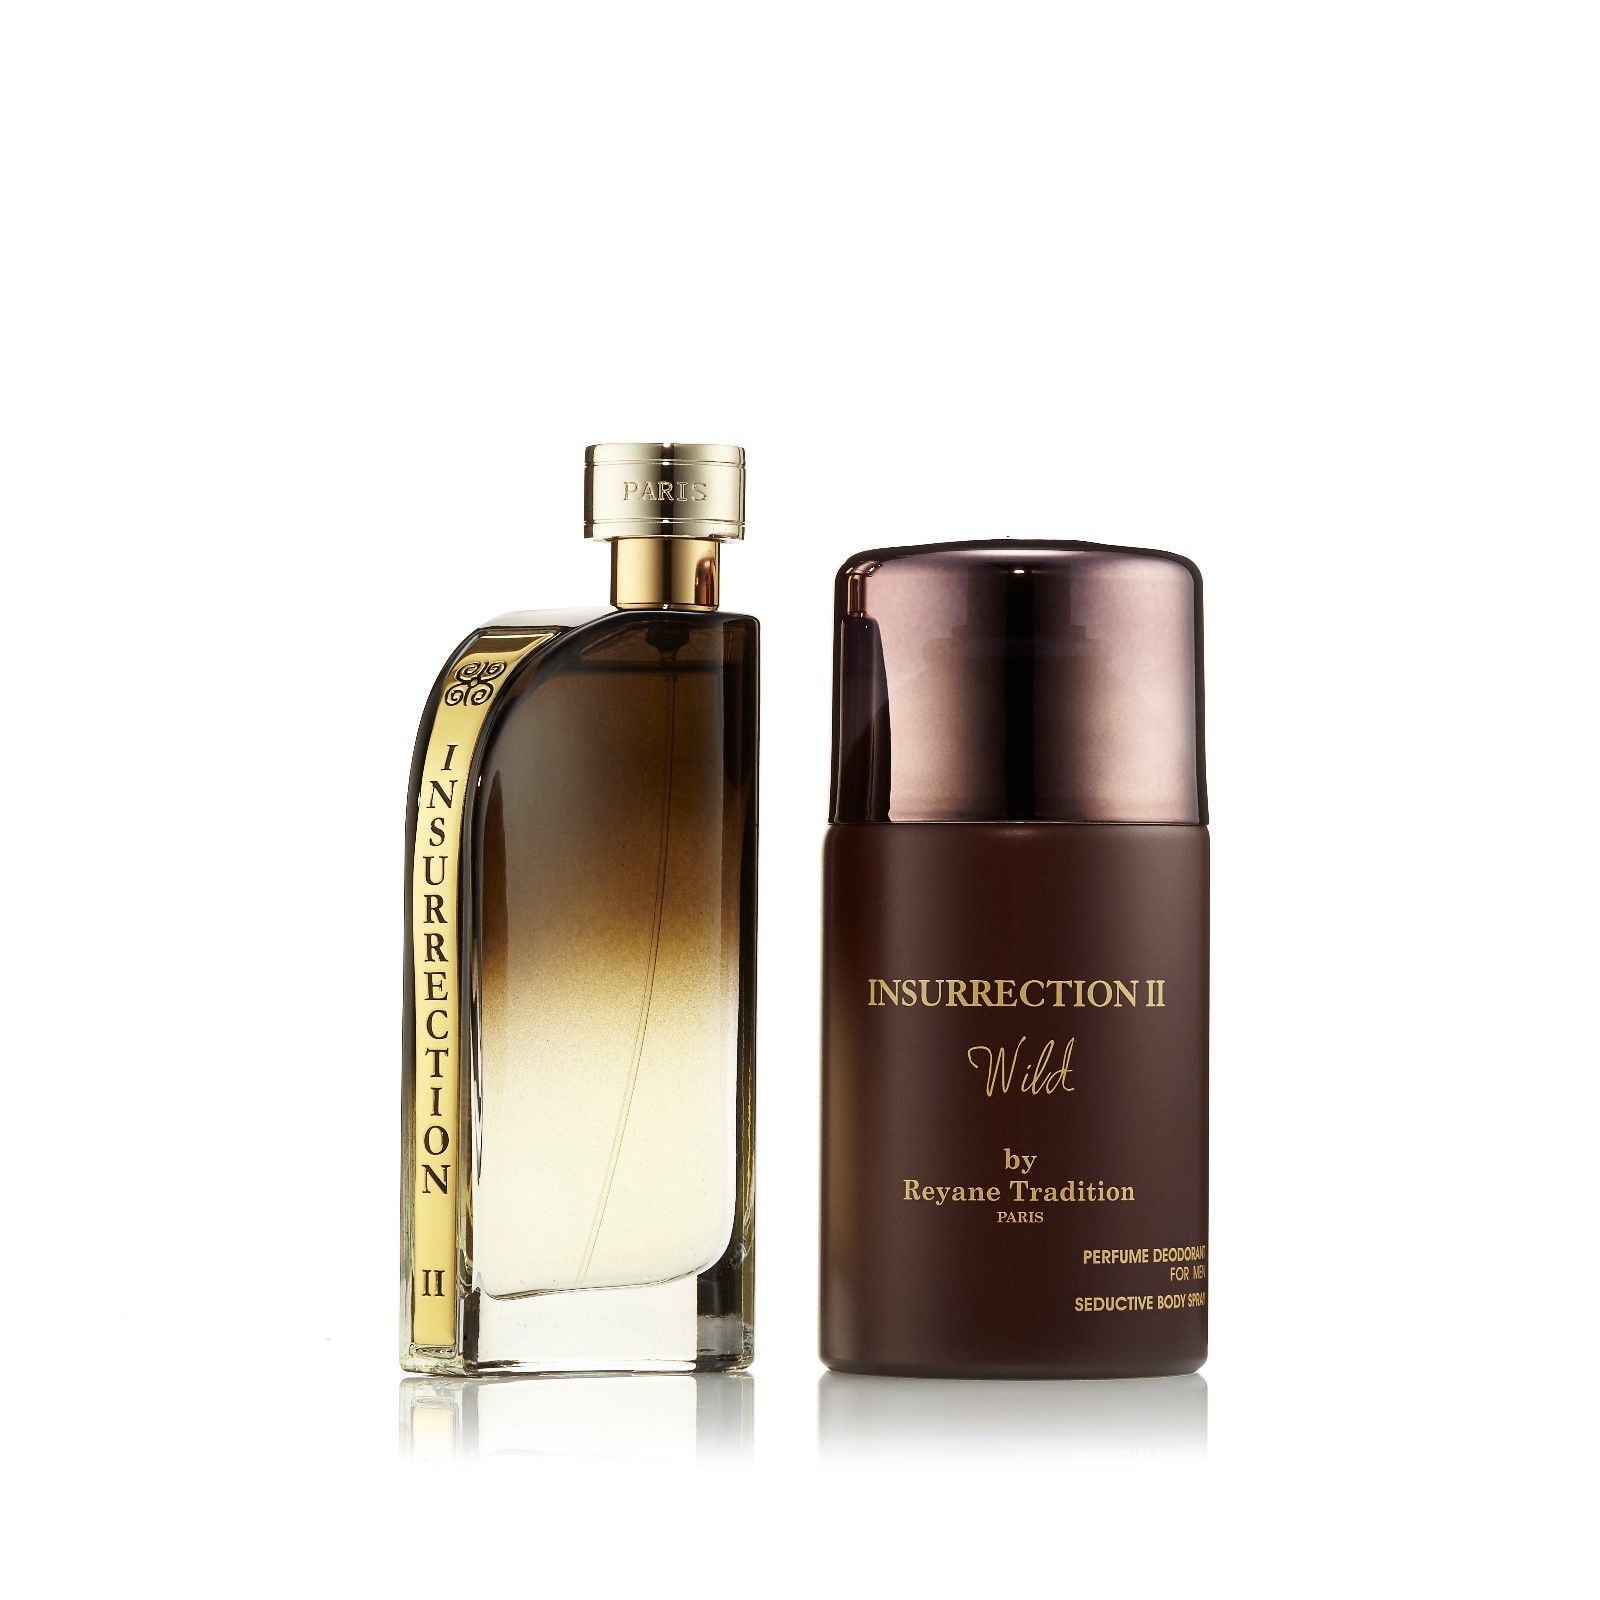 PARIS
INSURRECTION II
INSURRECTION II
Wild
by
Reyane Tradition
PARIS
PERFUME DEODORANT
FOR MEN
SEDUCTIVE BODY SPRAY